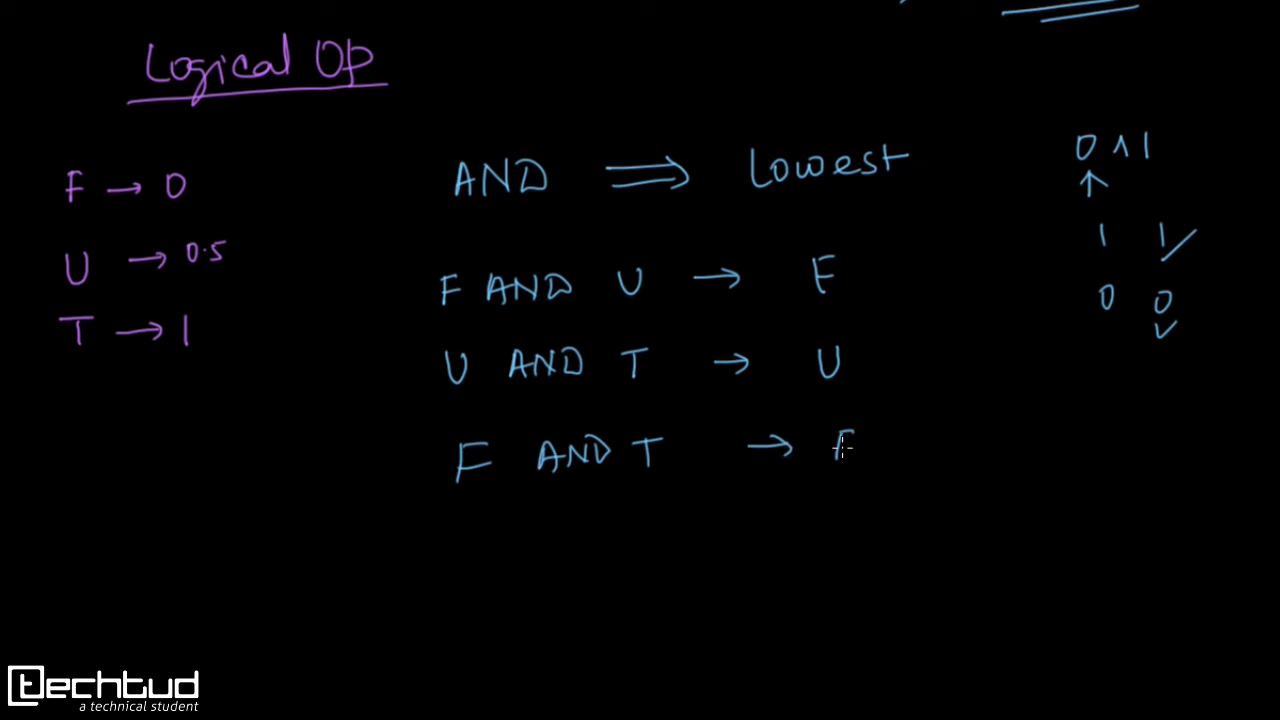 Logical Op
F → 0
U → 0.5
T → 1
AND ⟹ Lowest
F AND U → F
U AND T → U
F AND T → F
0 ∧ 1
↑
1 1
0 0
techtud
a technical student